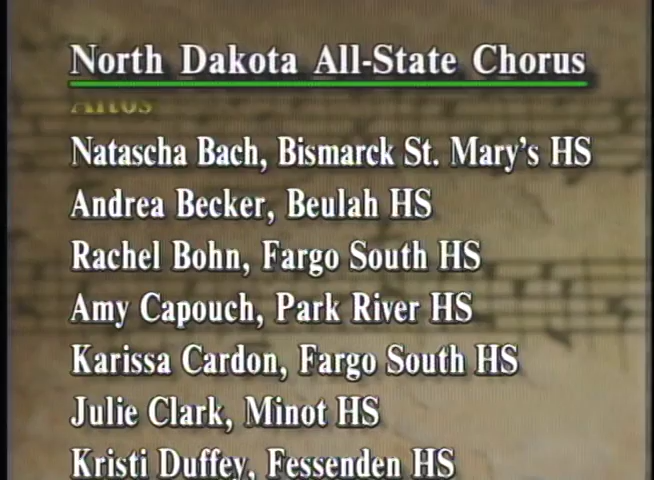 North Dakota All-State Chorus
Altos
Natascha Bach, Bismarck St. Mary's HS
Andrea Becker, Beulah HS
Rachel Bohn, Fargo South HS
Amy Capouch, Park River HS
Karissa Cardon, Fargo South HS
Julie Clark, Minot HS
Kristi Duffey, Fessenden HS